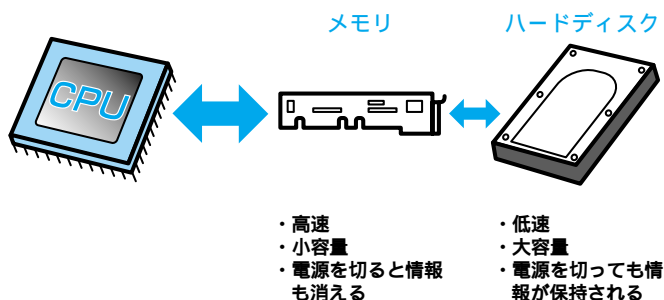 メモリ
ハードディスク
CPU
・高速
・小容量
・電源を切ると情報
も消える
・低速
・大容量
・電源を切っても情
報が保持される